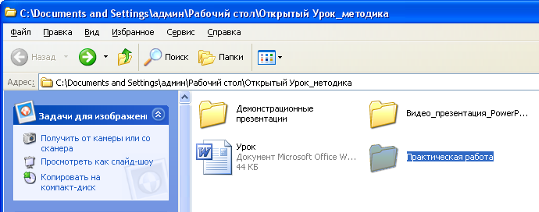 C:\Documents and Settings\админ\Рабочий стол\Открытый Урок_методика
Файл Правка Вид Избранное Сервис Справка
Назад Поиск Папки
Адрес: C:\Documents and Settings\админ\Рабочий стол\Открытый Урок_методика
Задачи для изображен
Получить от камеры или со
сканера
Просмотреть как слайд-шоу
Копировать на
компакт-диск
Демонстрационные
презентации
Видео_презентация_PowerP...
Урок
Документ Microsoft Office W...
44 КБ
Практическая работа